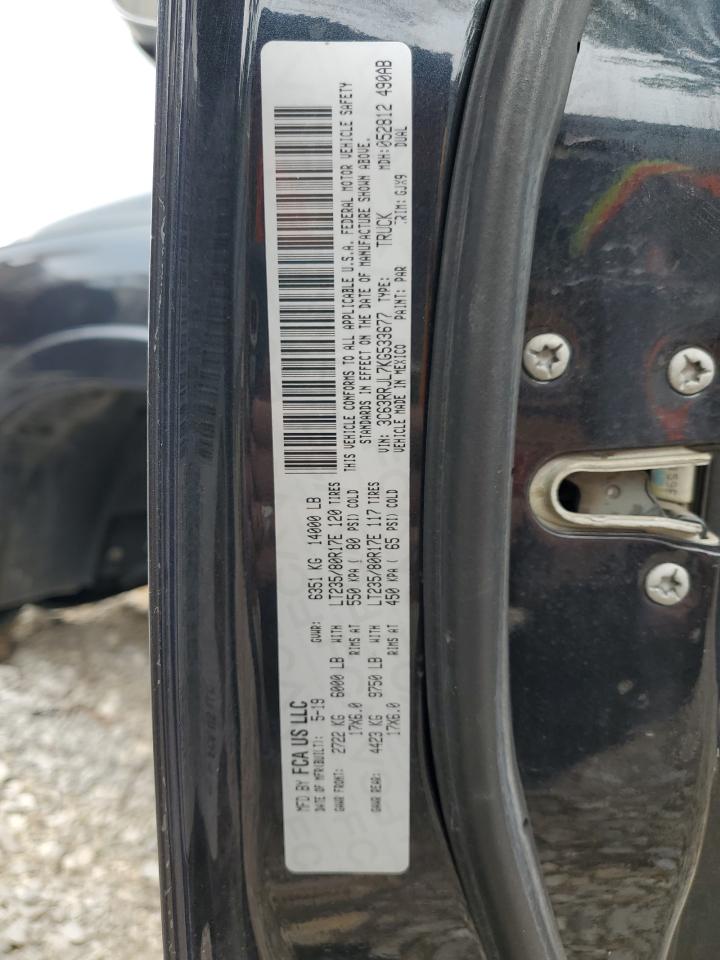 MFD BY FCA US LLC
DATE OF MFR(BUILT): 5-19 GVWR: 6351 KG 14000 LB
GAWR FRONT: 2722 KG 6000 LB WITH LT235/80R17E 120 TIRES
17X6.0 RIMS AT 550 KPA ( 80 PSI) COLD
GAWR REAR: 4423 KG 9750 LB WITH LT235/80R17E 117 TIRES
17X6.0 RIMS AT 450 KPA ( 65 PSI) COLD
THIS VEHICLE CONFORMS TO ALL APPLICABLE U.S.A. FEDERAL MOTOR VEHICLE SAFETY
STANDARDS IN EFFECT ON THE DATE OF MANUFACTURE SHOWN ABOVE.
VIN: 3C63RRJL7KG533677 TYPE: TRUCK MDH:052812 490AB
VEHICLE MADE IN MEXICO PAINT: PAR TRIM: GJX9 DUAL